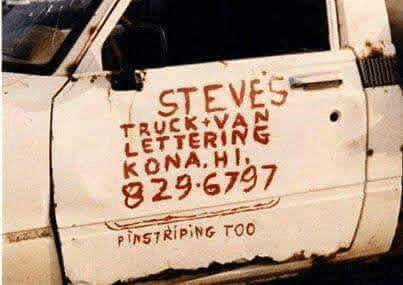 STEVE'S
TRUCK+VAN
LETTERING
KONA. HI.
829·6797
PINSTRIPING TOO